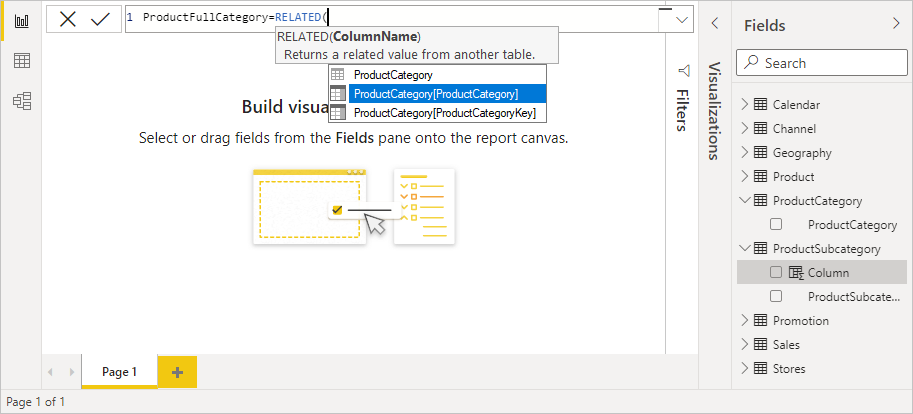 1 ProductFullCategory=RELATED(
RELATED(ColumnName)
Returns a related value from another table.
ProductCategory
ProductCategory[ProductCategory]
ProductCategory[ProductCategoryKey]
Build visua
Select or drag fields from the Fields pane onto the report canvas.
Filters
Visualizations
Fields
Search
Calendar
Channel
Geography
Product
ProductCategory
ProductCategory
ProductSubcategory
Column
ProductSubcate...
Promotion
Sales
Stores
Page 1
Page 1 of 1